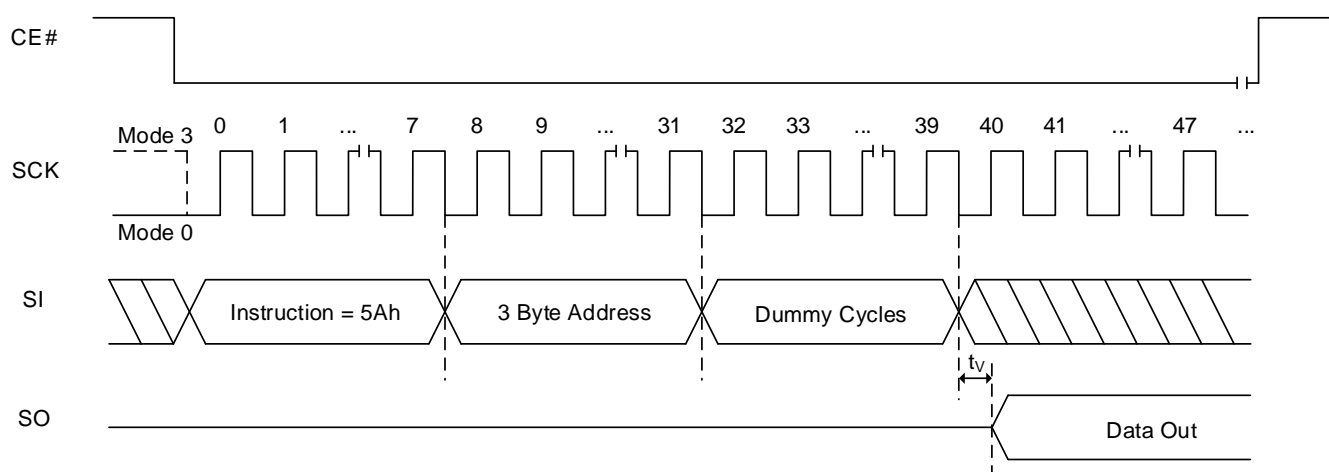 CE#
0 1 ... 7 8 9 ... 31 32 33 ... 39 40 41 ... 47 ...
Mode 3
SCK
Mode 0
SI
Instruction = 5Ah
3 Byte Address
Dummy Cycles
tV
SO
Data Out